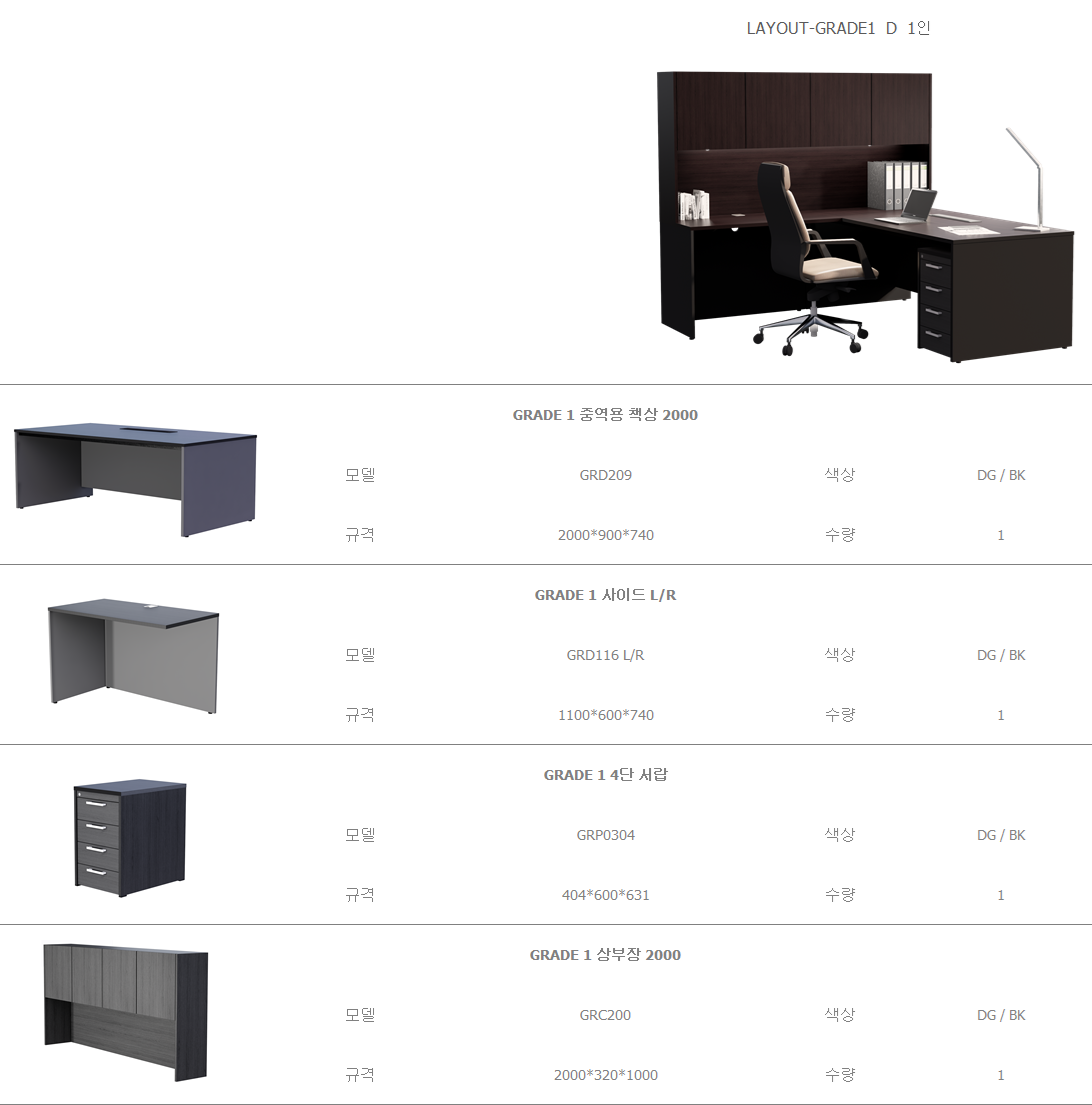 LAYOUT-GRADE1 D 1인
GRADE 1 중역용 책상 2000
모델 GRD209 색상 DG / BK
규격 2000*900*740 수량 1
GRADE 1 사이드 L/R
모델 GRD116 L/R 색상 DG / BK
규격 1100*600*740 수량 1
GRADE 1 4단 서랍
모델 GRP0304 색상 DG / BK
규격 404*600*631 수량 1
GRADE 1 상부장 2000
모델 GRC200 색상 DG / BK
규격 2000*320*1000 수량 1